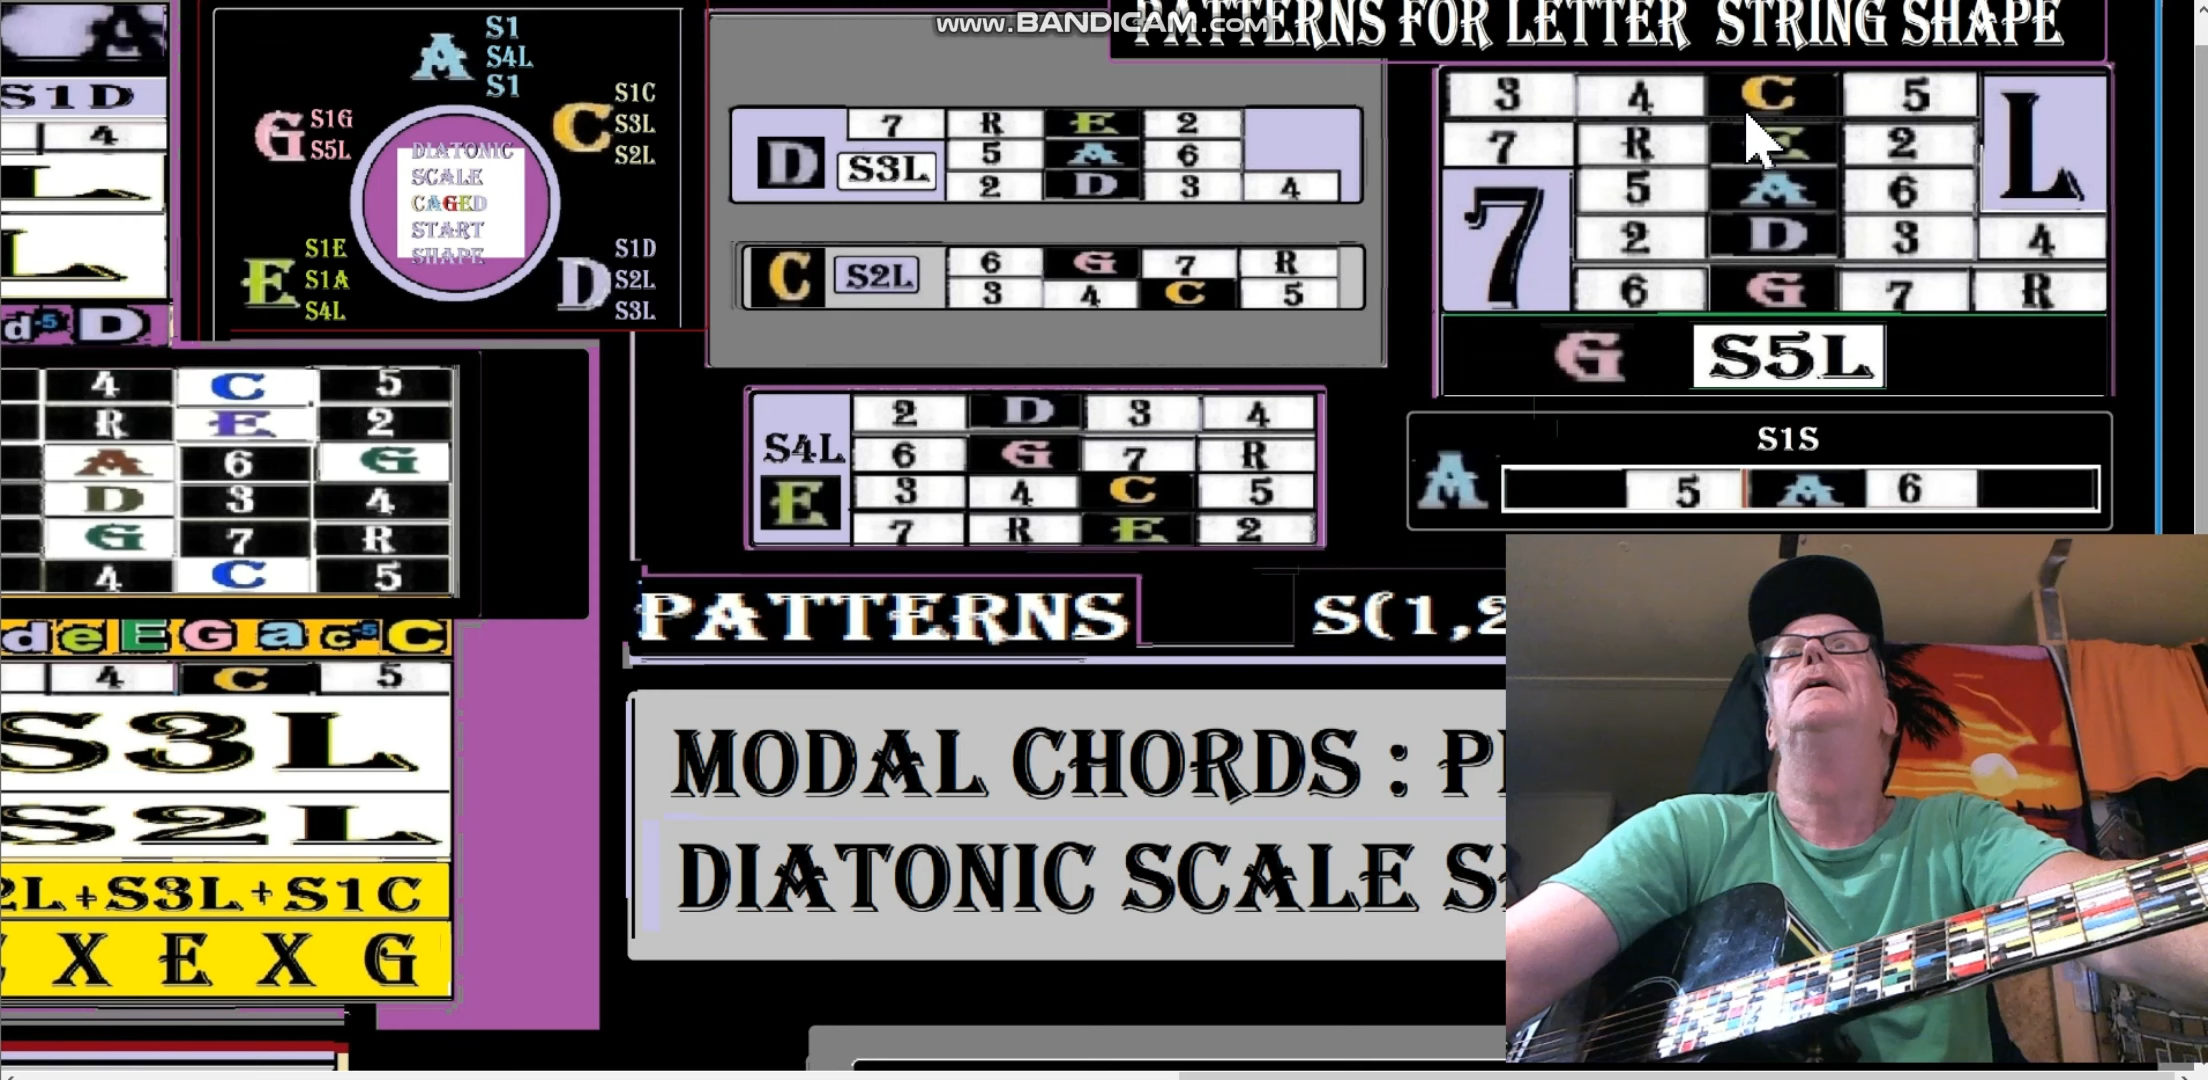 www.BANDICAM.com
PATTERNS FOR LETTER STRING SHAPE
A
S1
S4L
S1
G
S1G
S5L
C
S1C
S3L
S2L
DIATONIC
SCALE
CAGED
START
SHAPE
E
S1E
S1A
S4L
D
S1D
S2L
S3L
S1D
4
d-5 D
D S3L
7 R E 2
5 A 6
2 D 3 4
C S2L
6 G 7 R
3 4 C 5
3 4 C 5
7 R E 2
5 A 6
2 D 3 4
6 G 7 R
7
L
G S5L
S4L
E
2 D 3 4
6 G 7 R
3 4 C 5
7 R E 2
S1S
A 5 A 6
4 C 5
R E 2
A 6 G
D 3 4
G 7 R
4 C 5
d e E G a c-5 C
4 C 5
S3L
S2L
2L+S3L+S1C
X E X G
PATTERNS
S(1,2
MODAL CHORDS :
DIATONIC SCALE